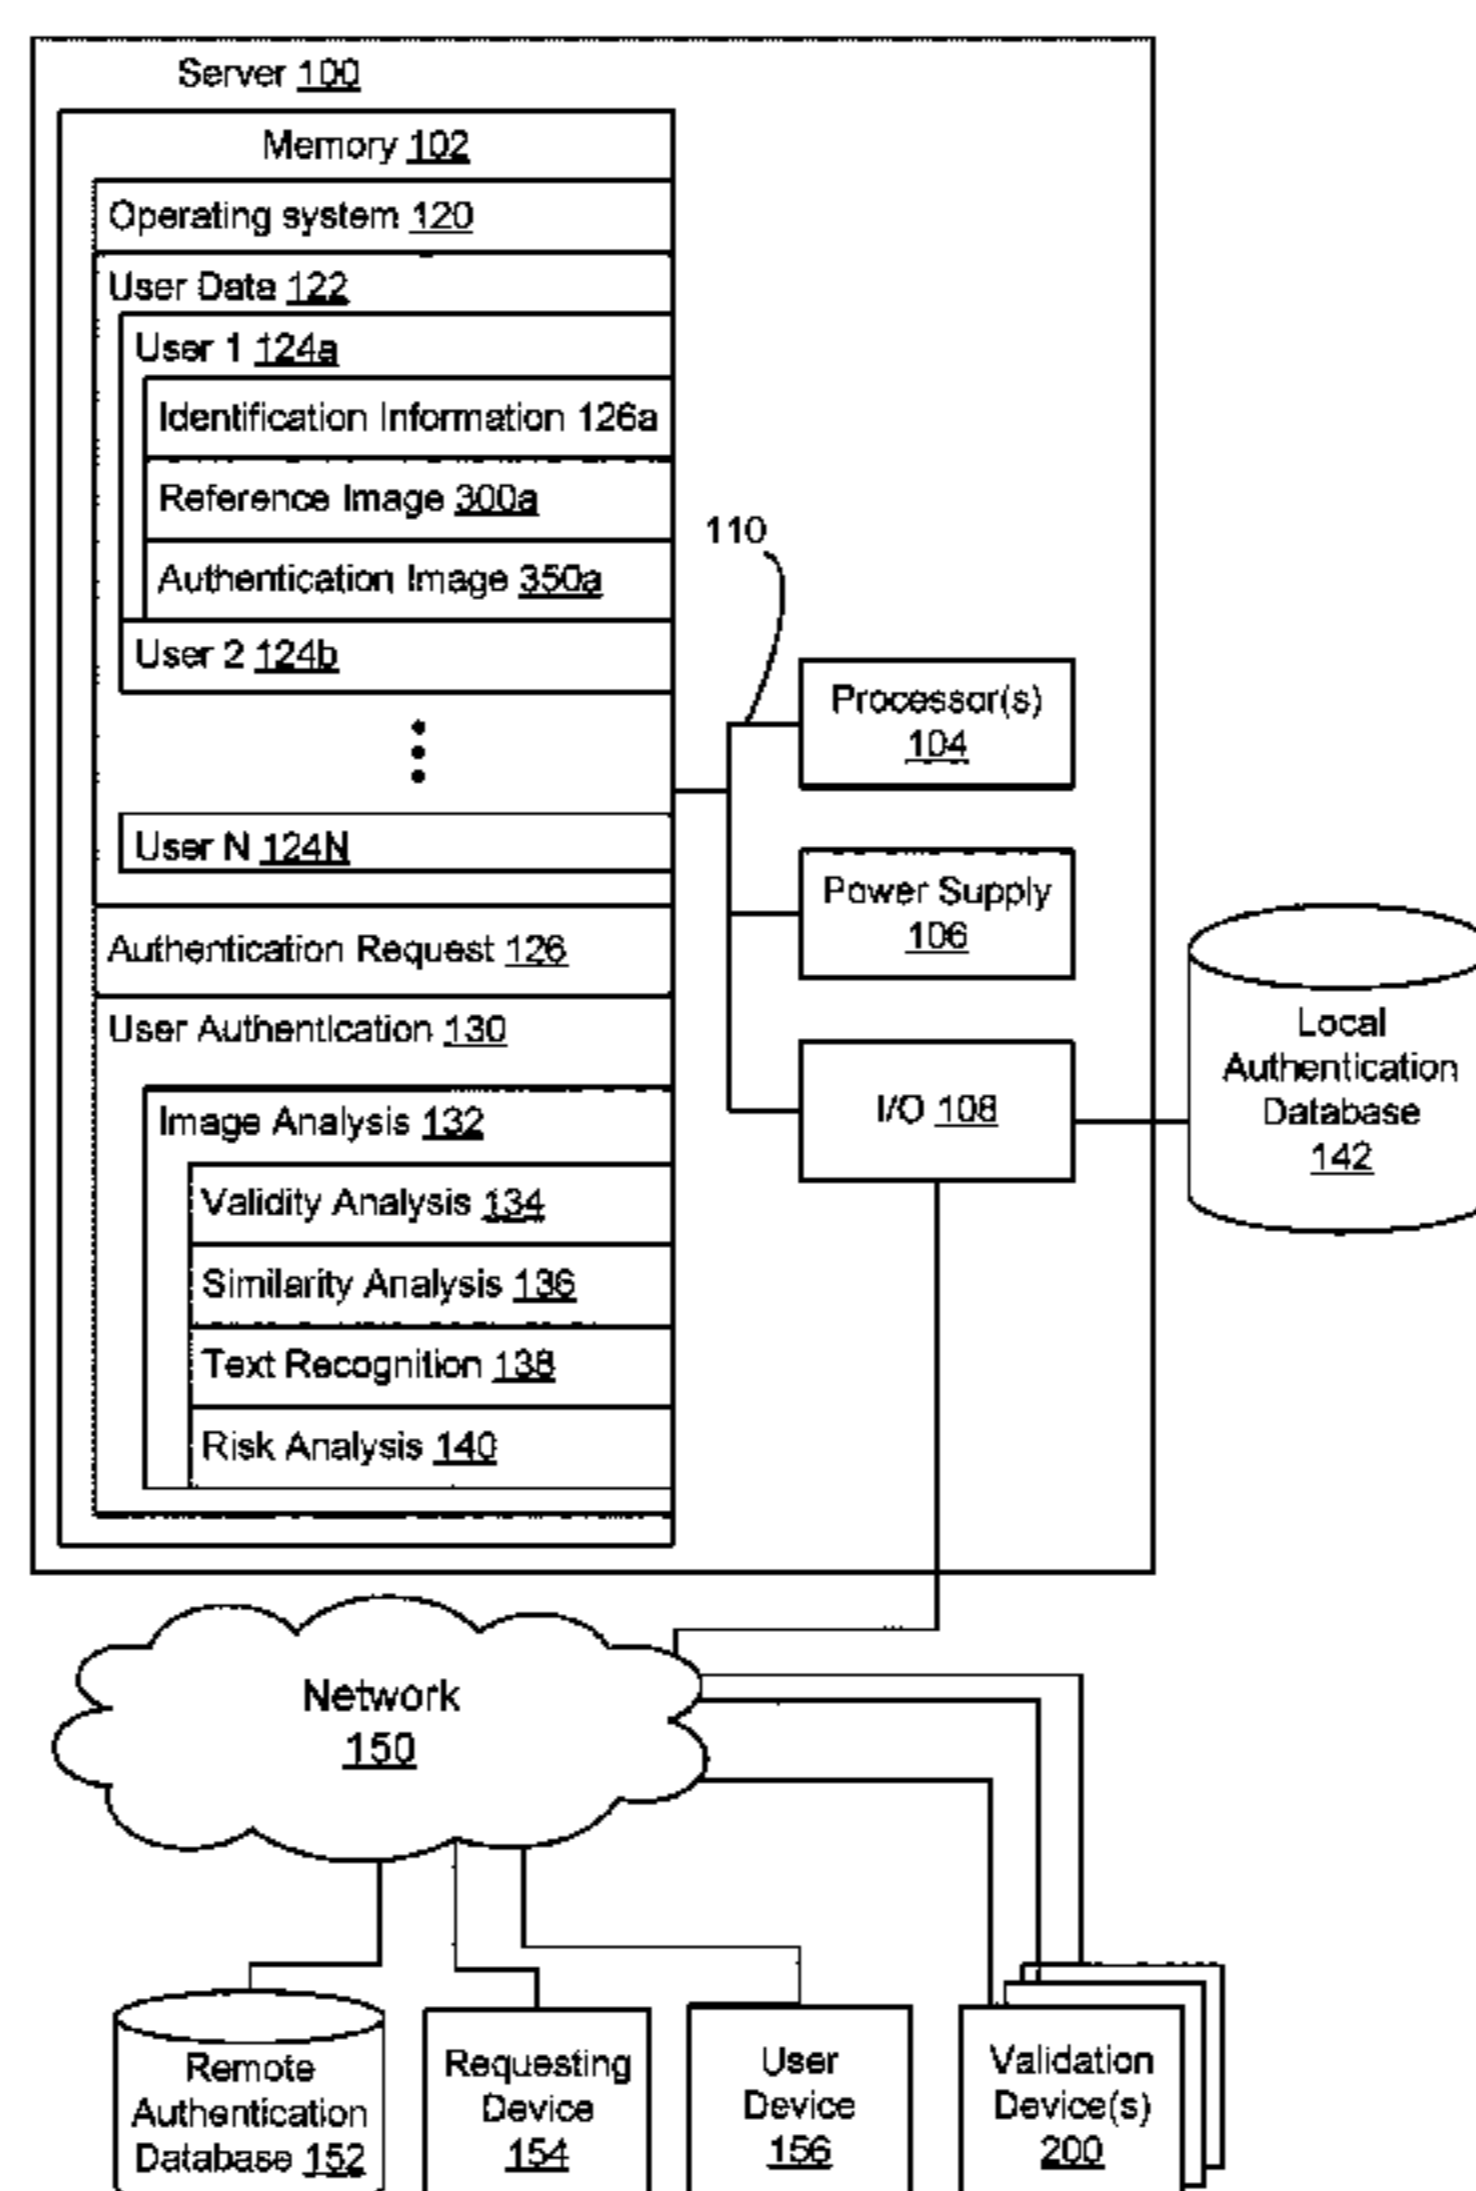 Server 100
Memory 102
Operating system 120
User Data 122
User 1 124a
Identification Information 126a
Reference Image 300a
Authentication Image 350a
User 2 124b
User N 124N
Authentication Request 126
User Authentication 130
Image Analysis 132
Validity Analysis 134
Similarity Analysis 136
Text Recognition 138
Risk Analysis 140
110
Processor(s)
104
Power Supply
106
I/O 108
Local
Authentication
Database
142
Network
150
Remote
Authentication
Database 152
Requesting
Device
154
User
Device
156
Validation
Device(s)
200